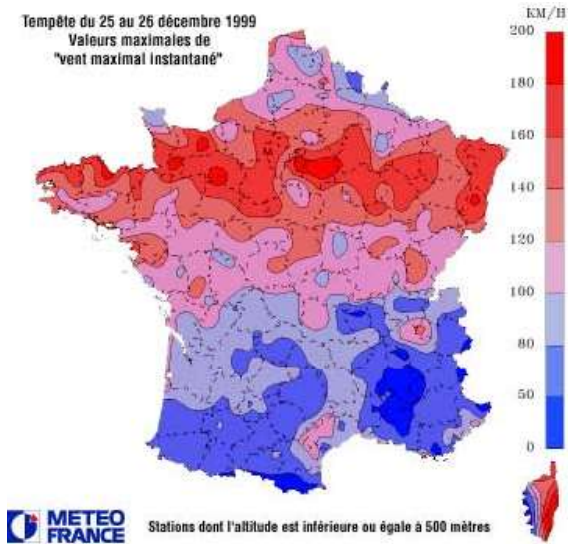 Tempête du 25 au 26 décembre 1999
Valeurs maximales de
"vent maximal instantané"
KM/H
200
180
160
140
120
100
80
50
0
METEO
FRANCE
Stations dont l'altitude est inférieure ou égale à 500 mètres